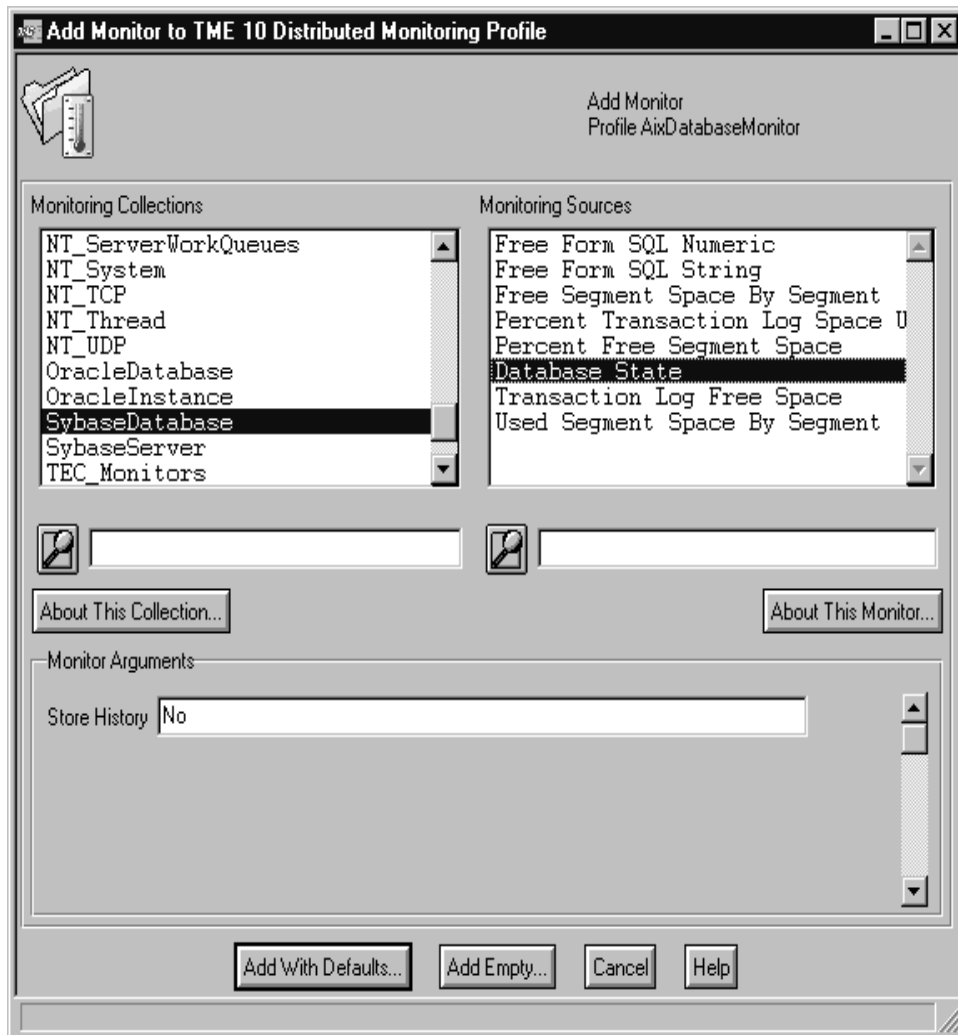 Add Monitor to TME 10 Distributed Monitoring Profile
Add Monitor
Profile AixDatabaseMonitor
Monitoring Collections
NT_ServerWorkQueues
NT_System
NT_TCP
NT_Thread
NT_UDP
OracleDatabase
OracleInstance
SybaseDatabase
SybaseServer
TEC_Monitors
Monitoring Sources
Free Form SQL Numeric
Free Form SQL String
Free Segment Space By Segment
Percent Transaction Log Space U
Percent Free Segment Space
Database State
Transaction Log Free Space
Used Segment Space By Segment
About This Collection...
About This Monitor...
Monitor Arguments
Store History No
Add With Defaults... Add Empty... Cancel Help